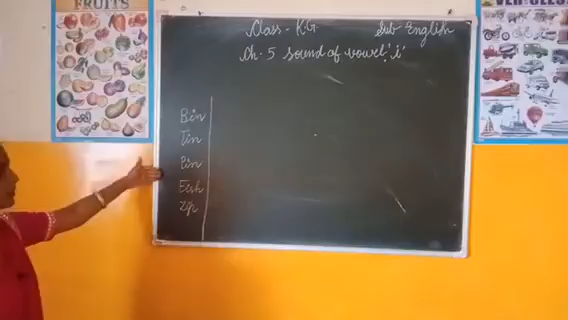 FRUITS
VEHICLES
Class - KG
Sub English
Ch. 5 Sound of vowel 'i'
Bin
Tin
Pin
Fish
Zip